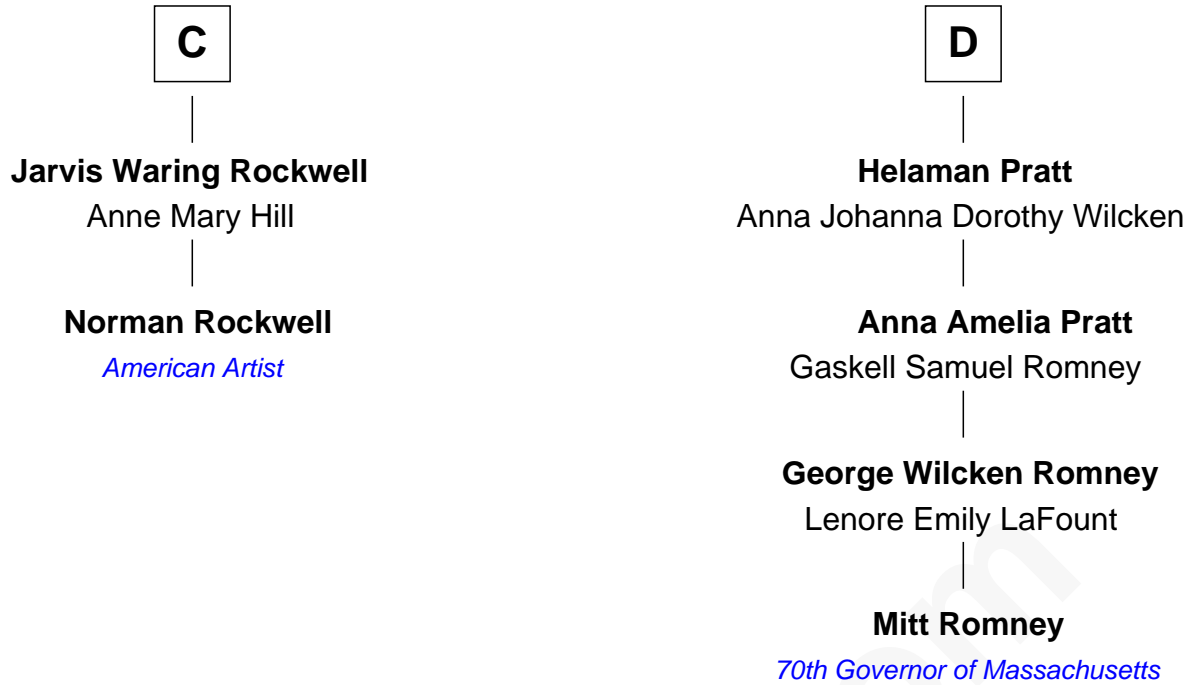 C
Jarvis Waring Rockwell
Anne Mary Hill
Norman Rockwell
American Artist
D
Helaman Pratt
Anna Johanna Dorothy Wilcken
Anna Amelia Pratt
Gaskell Samuel Romney
George Wilcken Romney
Lenore Emily LaFount
Mitt Romney
70th Governor of Massachusetts